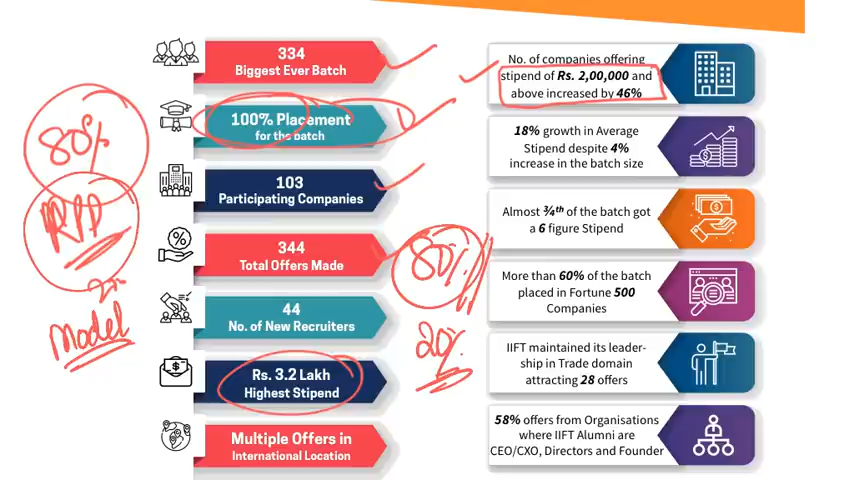 334
Biggest Ever Batch
100% Placement
for the batch
103
Participating Companies
344
Total Offers Made
44
No. of New Recruiters
Rs. 3.2 Lakh
Highest Stipend
Multiple Offers in
International Location
80%
Model
80%
20%
No. of companies offering
stipend of Rs. 2,00,000 and
above increased by 46%
18% growth in Average
Stipend despite 4%
increase in the batch size
Almost ¾th of the batch got
a 6 figure Stipend
More than 60% of the batch
placed in Fortune 500
Companies
IIFT maintained its leader-
ship in Trade domain
attracting 28 offers
58% offers from Organisations
where IIFT Alumni are
CEO/CXO, Directors and Founder